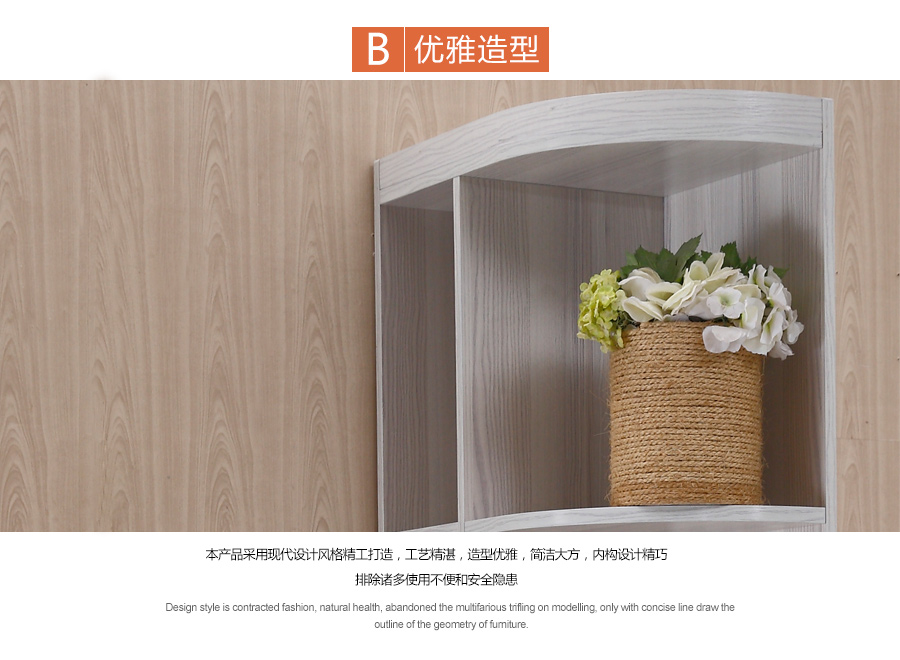 B 优雅造型
本产品采用现代设计风格精工打造，工艺精湛，造型优雅，简洁大方，内构设计精巧
排除诸多使用不便和安全隐患
Design style is contracted fashion, natural health, abandoned the multifarious trifling on modelling, only with concise line draw the
outline of the geometry of furniture.